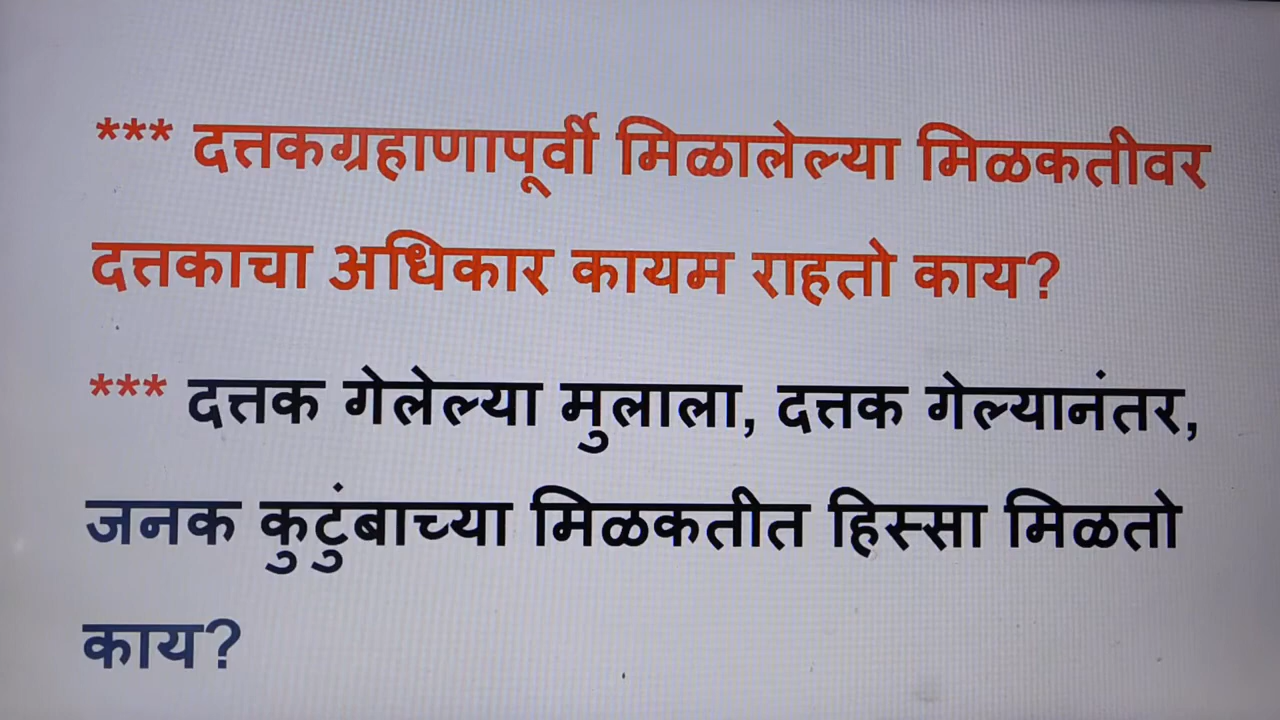 *** दत्तकग्रहाणापूर्वी मिळालेल्या मिळकतीवर
दत्तकाचा अधिकार कायम राहतो काय?
*** दत्तक गेलेल्या मुलाला, दत्तक गेल्यानंतर,
जनक कुटुंबाच्या मिळकतीत हिस्सा मिळतो
काय?